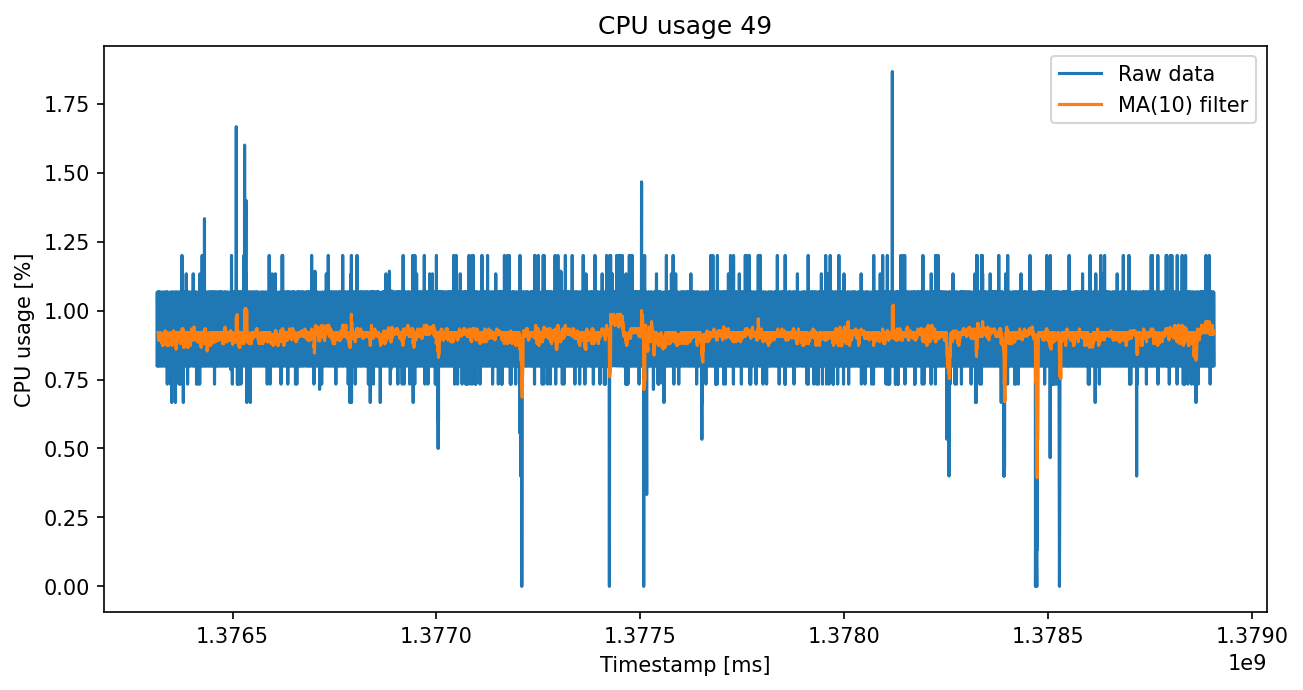 CPU usage 49
Raw data
MA(10) filter
CPU usage [%]
1.75
1.50
1.25
1.00
0.75
0.50
0.25
0.00
1.3765 1.3770 1.3775 1.3780 1.3785 1.3790
Timestamp [ms]
1e9